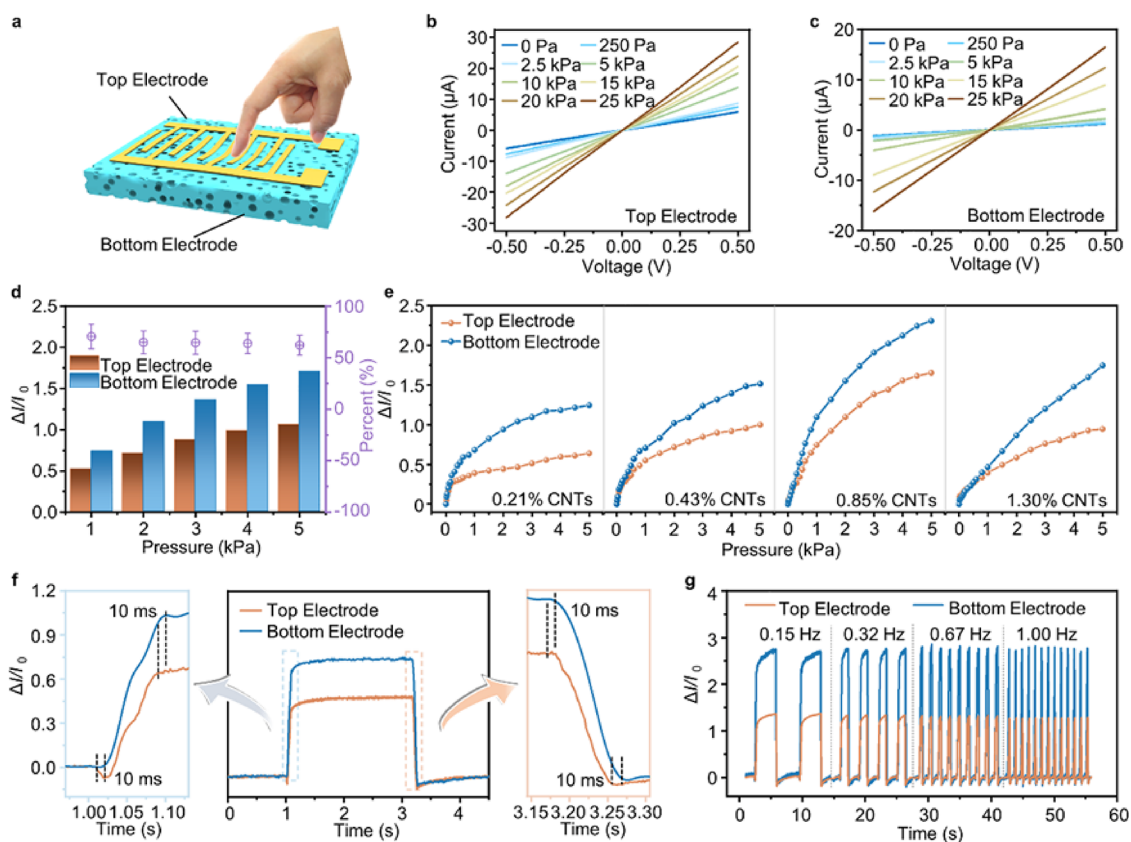 a
Top Electrode
Bottom Electrode
b
0 Pa 250 Pa
2.5 kPa 5 kPa
10 kPa 15 kPa
20 kPa 25 kPa
30
20
10
0
-10
-20
-30
Current (μA)
Top Electrode
-0.50 -0.25 0.00 0.25 0.50
Voltage (V)
c
0 Pa 250 Pa
2.5 kPa 5 kPa
10 kPa 15 kPa
20 kPa 25 kPa
20
10
0
-10
-20
Current (μA)
Bottom Electrode
-0.50 -0.25 0.00 0.25 0.50
Voltage (V)
d
2.5
2.0
1.5
1.0
0.5
0.0
ΔI/I0
Top Electrode
Bottom Electrode
100
50
0
-50
-100
Percent (%)
1 2 3 4 5
Pressure (kPa)
e
2.5
2.0
1.5
1.0
0.5
0.0
ΔI/I0
Top Electrode
Bottom Electrode
0.21% CNTs 0.43% CNTs 0.85% CNTs 1.30% CNTs
0 1 2 3 4 5 0 1 2 3 4 5 0 1 2 3 4 5 0 1 2 3 4 5
Pressure (kPa)
f
1.2
0.8
0.4
0.0
ΔI/I0
10 ms
10 ms
1.00 1.05 1.10
Time (s)
Top Electrode
Bottom Electrode
0 1 2 3 4
Time (s)
10 ms
10 ms
3.15 3.20 3.25 3.30
Time (s)
g
4
3
2
1
0
ΔI/I0
Top Electrode Bottom Electrode
0.15 Hz 0.32 Hz 0.67 Hz 1.00 Hz
0 10 20 30 40 50 60
Time (s)